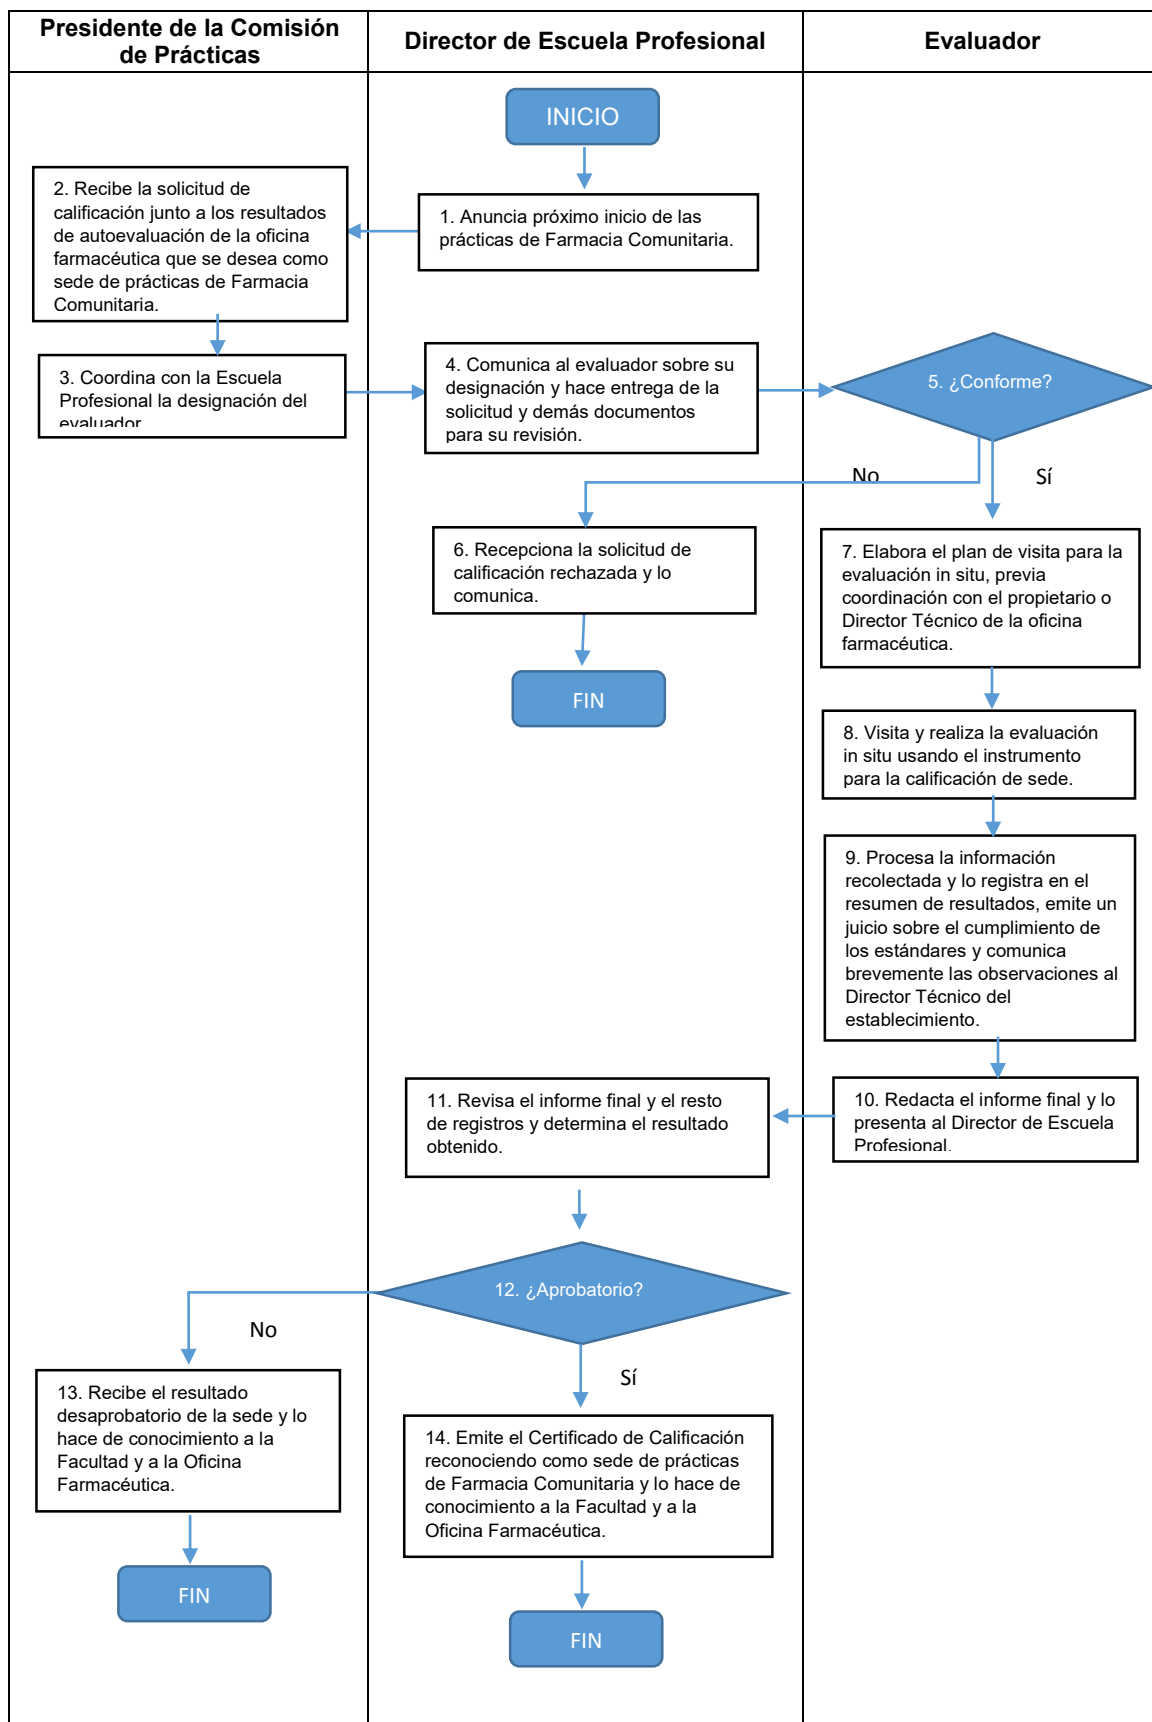 Presidente de la Comisión
de Prácticas
Director de Escuela Profesional
Evaluador
INICIO
1. Anuncia próximo inicio de las
prácticas de Farmacia Comunitaria.
2. Recibe la solicitud de
calificación junto a los resultados
de autoevaluación de la oficina
farmacéutica que se desea como
sede de prácticas de Farmacia
Comunitaria.
3. Coordina con la Escuela
Profesional la designación del
evaluador
4. Comunica al evaluador sobre su
designación y hace entrega de la
solicitud y demás documentos
para su revisión.
5. ¿Conforme?
No
Sí
6. Recepciona la solicitud de
calificación rechazada y lo
comunica.
FIN
7. Elabora el plan de visita para la
evaluación in situ, previa
coordinación con el propietario o
Director Técnico de la oficina
farmacéutica.
8. Visita y realiza la evaluación
in situ usando el instrumento
para la calificación de sede.
9. Procesa la información
recolectada y lo registra en el
resumen de resultados, emite un
juicio sobre el cumplimiento de
los estándares y comunica
brevemente las observaciones al
Director Técnico del
establecimiento.
10. Redacta el informe final y lo
presenta al Director de Escuela
Profesional.
11. Revisa el informe final y el resto
de registros y determina el resultado
obtenido.
12. ¿Aprobatorio?
No
Sí
13. Recibe el resultado
desaprobatorio de la sede y lo
hace de conocimiento a la
Facultad y a la Oficina
Farmacéutica.
FIN
14. Emite el Certificado de Calificación
reconociendo como sede de prácticas
de Farmacia Comunitaria y lo hace de
conocimiento a la Facultad y a la
Oficina Farmacéutica.
FIN